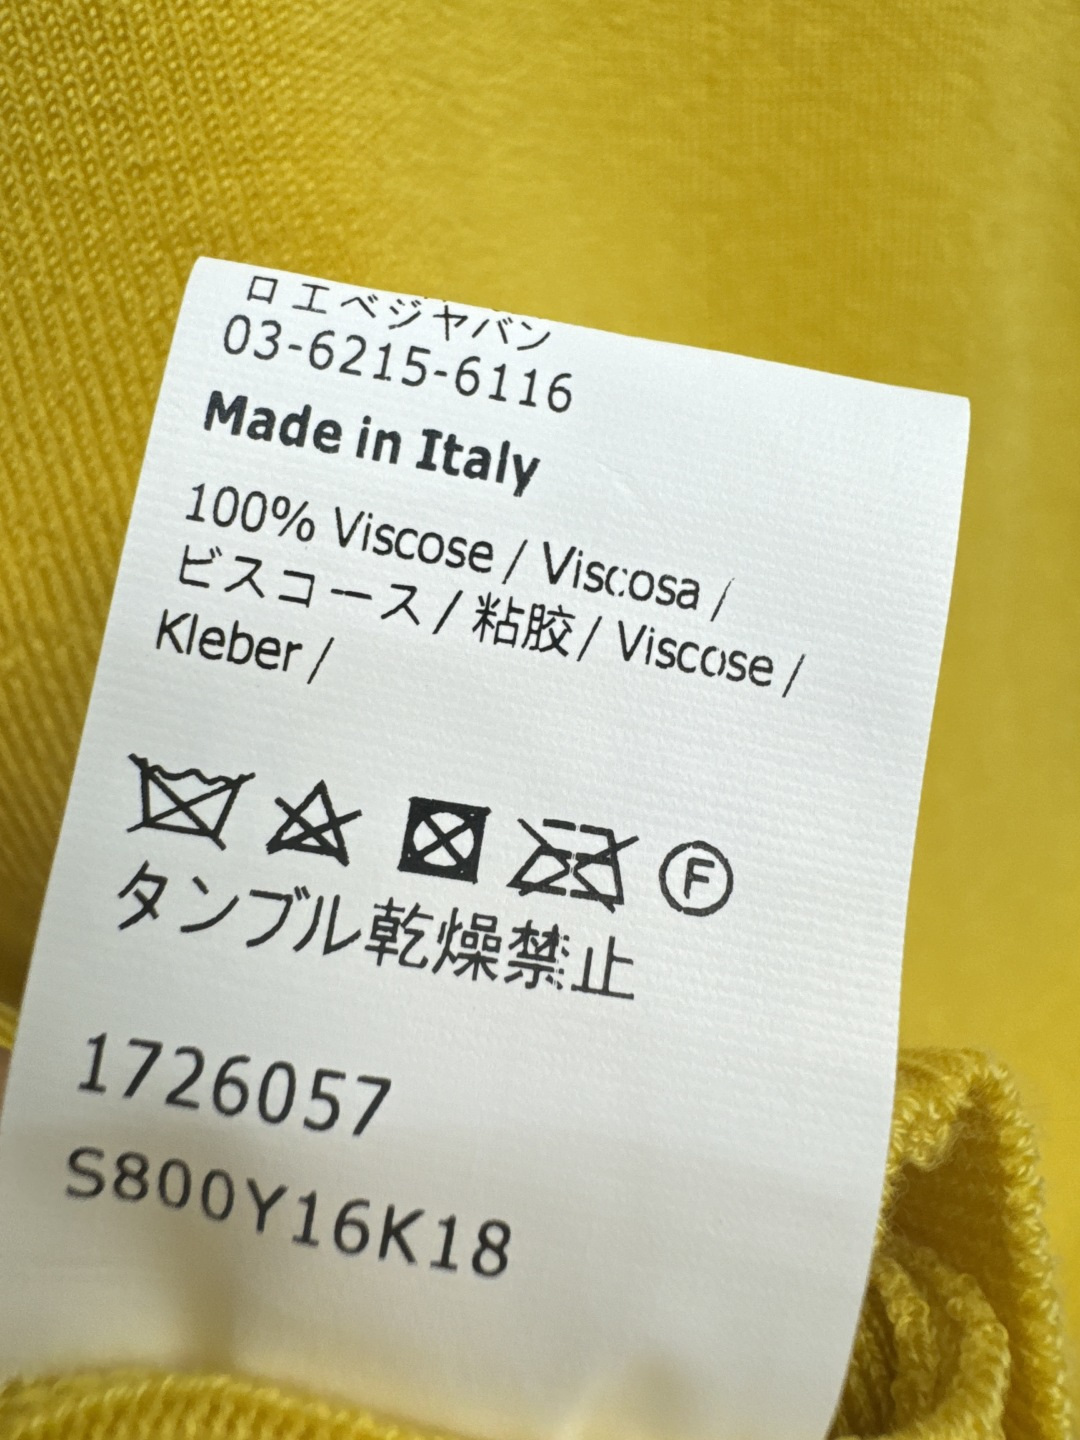 ロエベジャパン
03-6215-6116
Made in Italy
100% Viscose / Viscosa /
ビスコース / 粘胶 / Viscose /
Kleber /
F
タンブル乾燥禁止
1726057
S800Y16K18